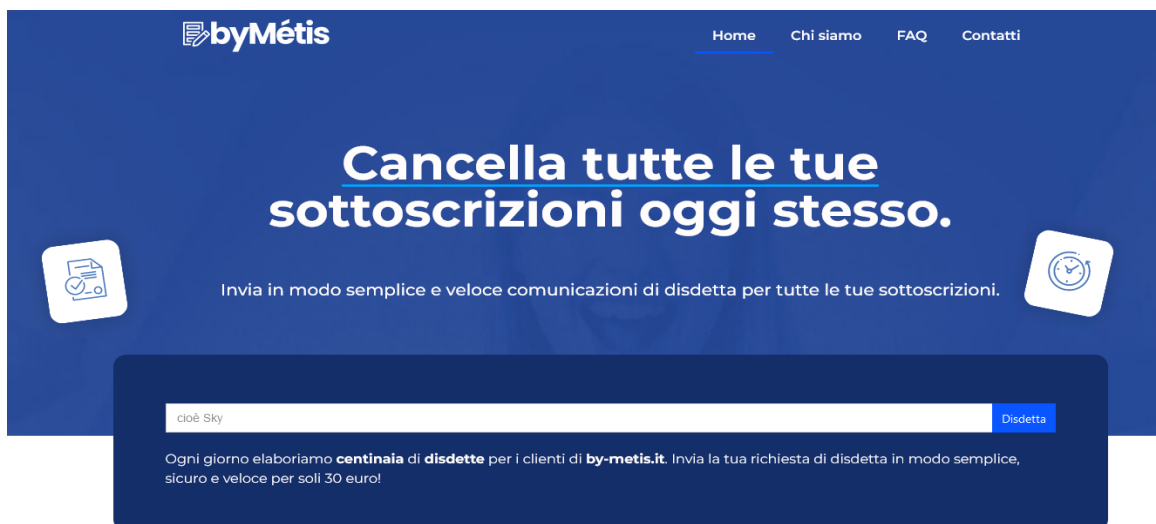 byMétis
Home Chi siamo FAQ Contatti
Cancella tutte le tue
sottoscrizioni oggi stesso.
Invia in modo semplice e veloce comunicazioni di disdetta per tutte le tue sottoscrizioni.
cioè Sky
Disdetta
Ogni giorno elaboriamo centinaia di disdette per i clienti di by-metis.it. Invia la tua richiesta di disdetta in modo semplice,
sicuro e veloce per soli 30 euro!